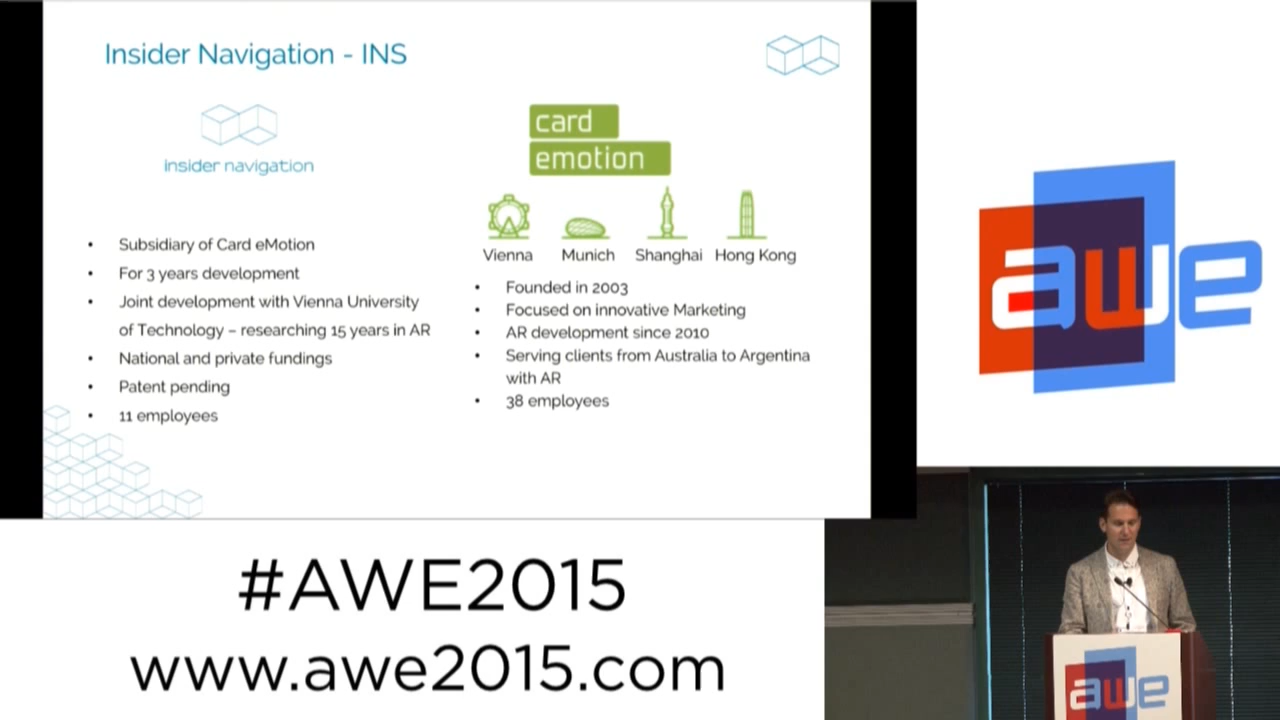 Insider Navigation - INS
insider navigation
• Subsidiary of Card eMotion
• For 3 years development
• Joint development with Vienna University
of Technology – researching 15 years in AR
• National and private fundings
• Patent pending
• 11 employees
card
emotion
Vienna Munich Shanghai Hong Kong
• Founded in 2003
• Focused on innovative Marketing
• AR development since 2010
• Serving clients from Australia to Argentina
with AR
• 38 employees
awe
#AWE2015
www.awe2015.com
awe